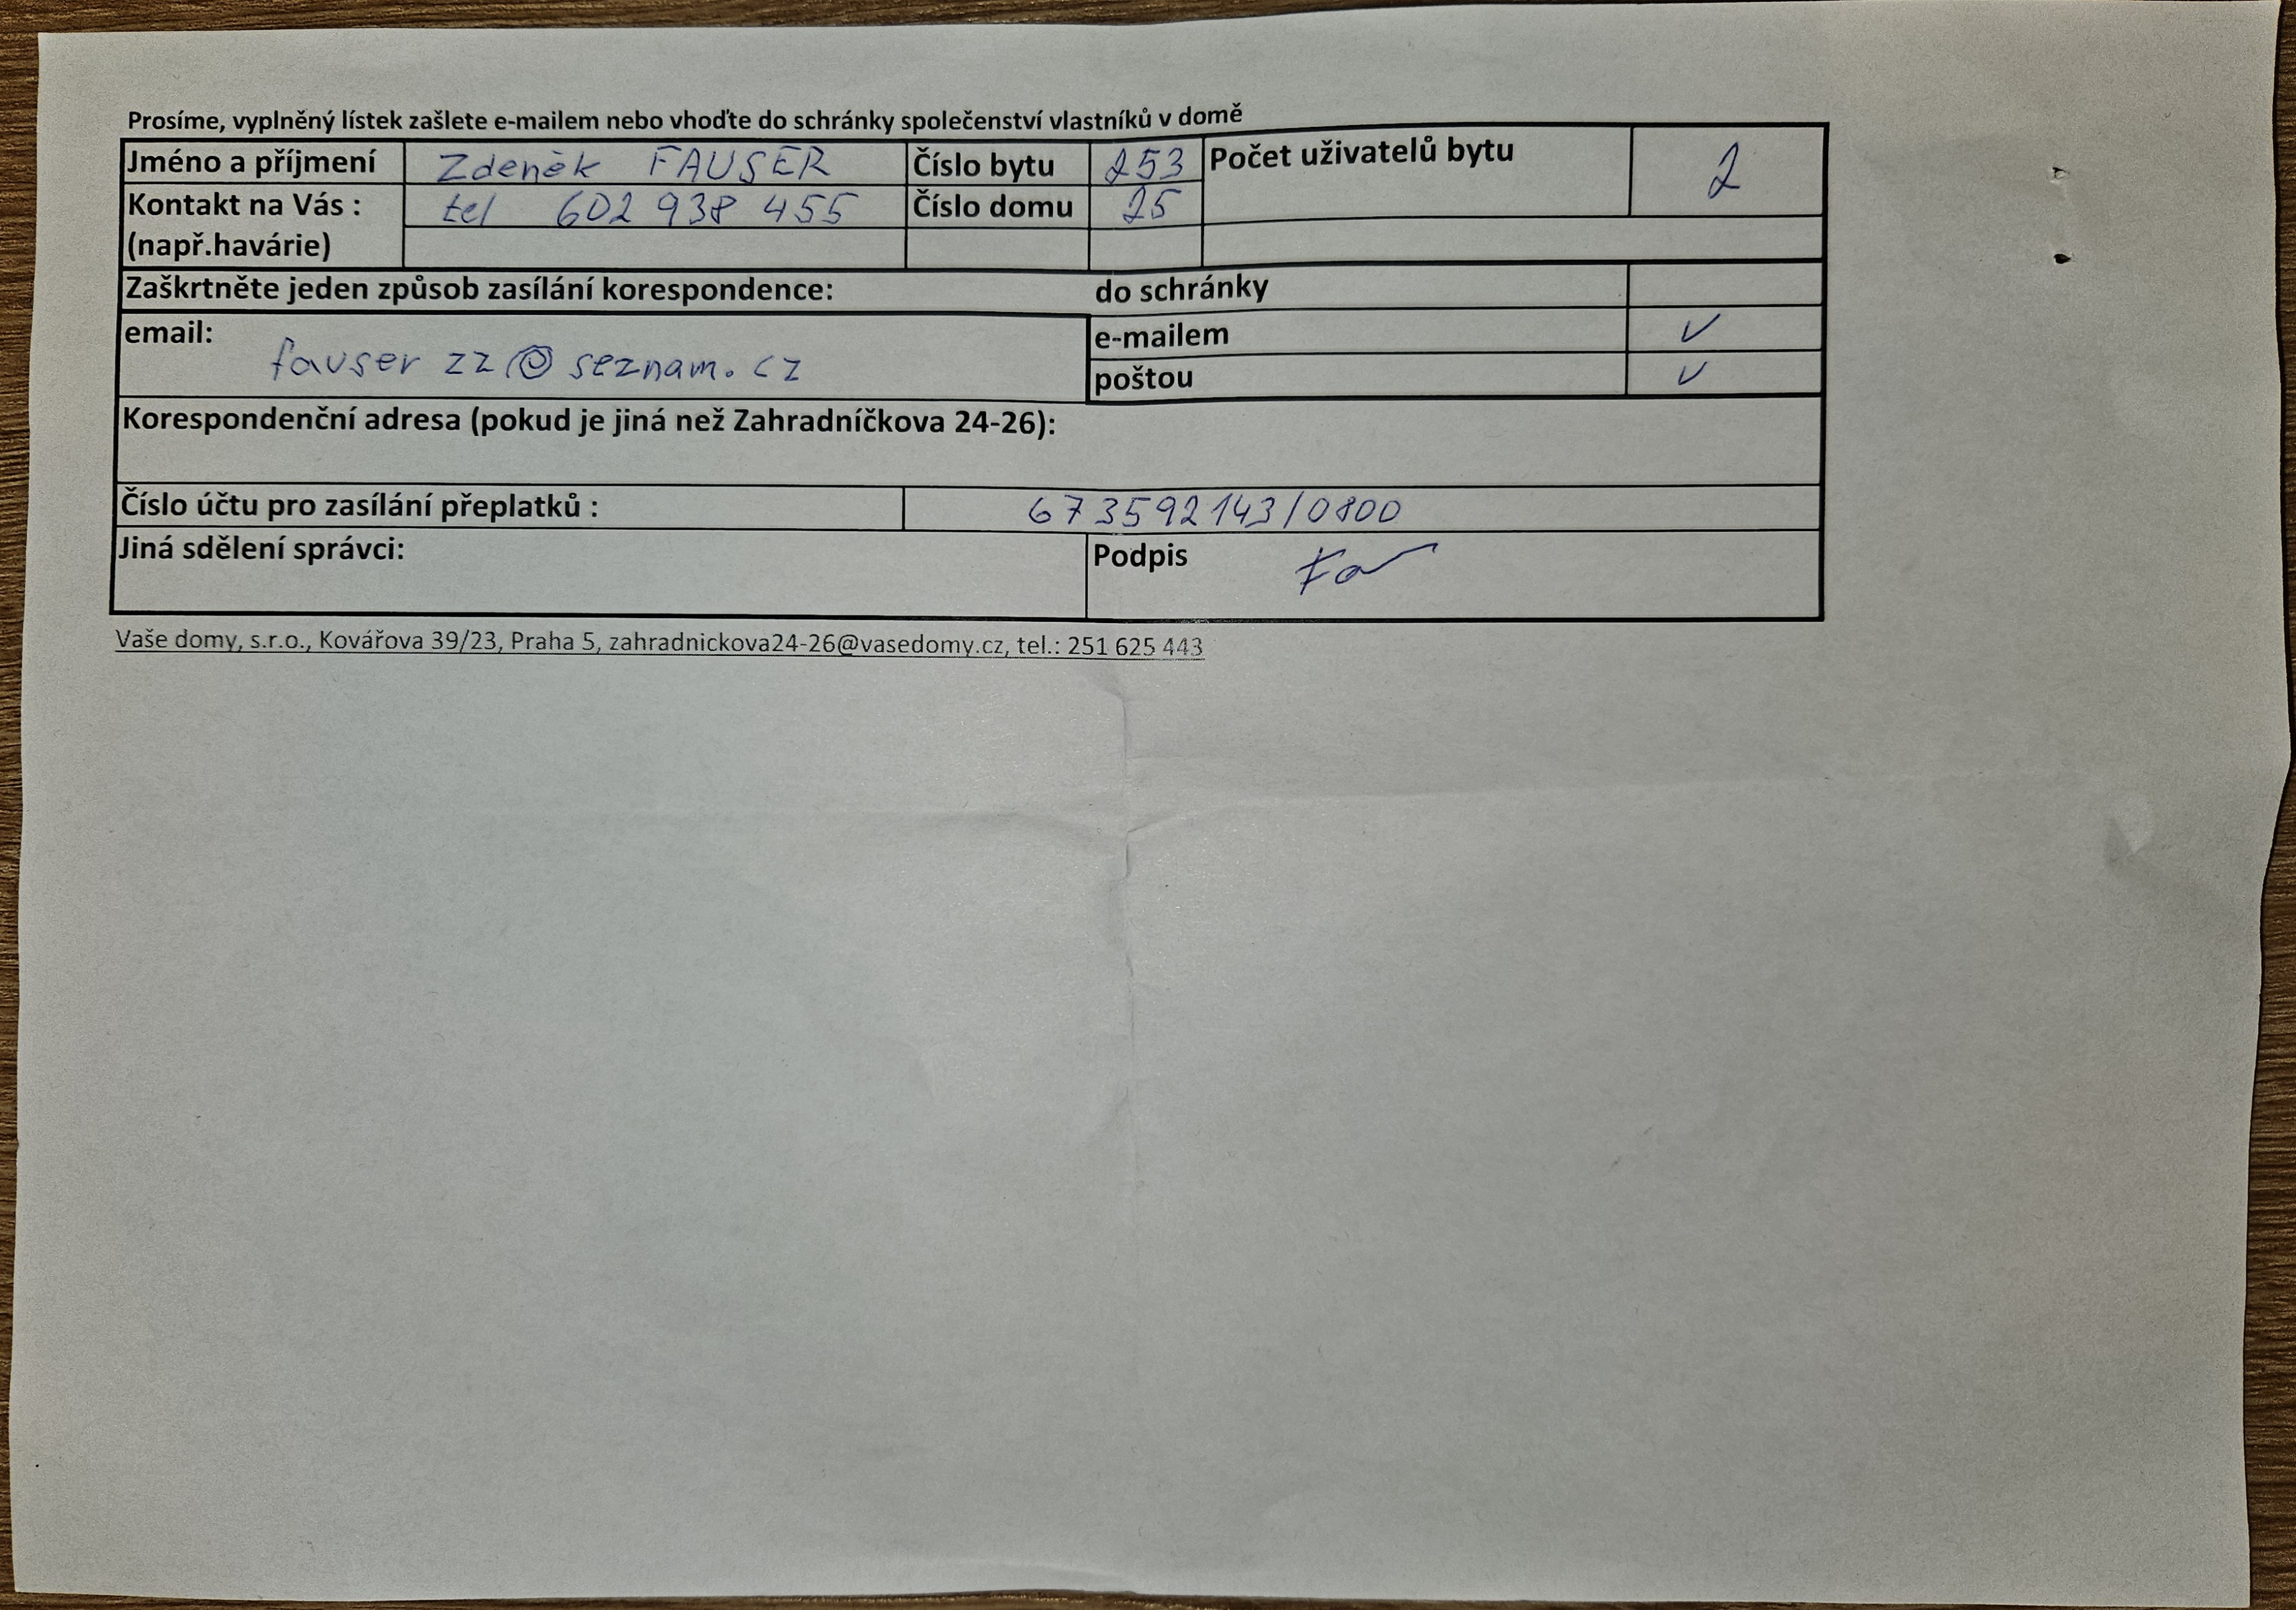 Prosíme, vyplněný lístek zašlete e-mailem nebo vhoďte do schránky společenství vlastníků v domě
Jméno a příjmení Zdeněk FAUSER Číslo bytu 253 Počet uživatelů bytu 2
Kontakt na Vás : tel 602 938 455 Číslo domu 25
(např.havárie)
Zaškrtněte jeden způsob zasílání korespondence: do schránky
email: e-mailem ✓
fauser zz@seznam.cz
poštou ✓
Korespondenční adresa (pokud je jiná než Zahradníčkova 24-26):
Číslo účtu pro zasílání přeplatků : 673592143/0800
Jiná sdělení správci: Podpis
Vaše domy, s.r.o., Kovářova 39/23, Praha 5, zahradnickova24-26@vasedomy.cz, tel.: 251 625 443